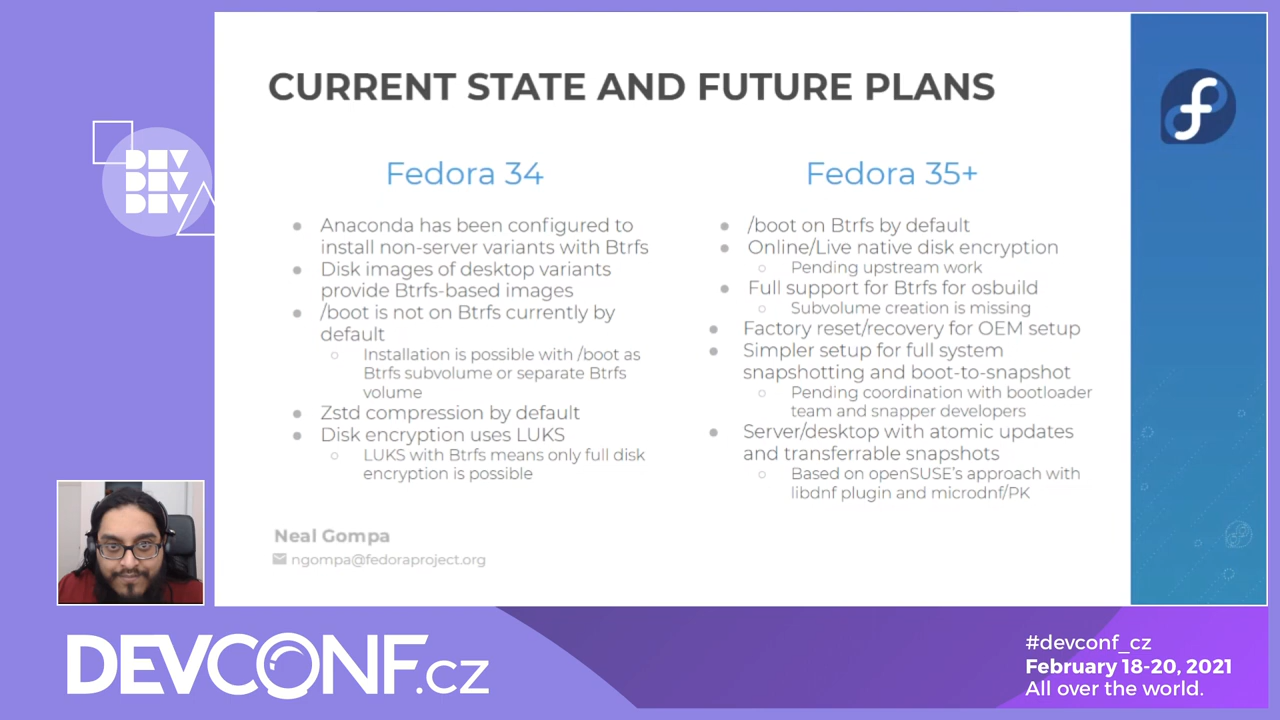 CURRENT STATE AND FUTURE PLANS
DEV
DEV
DEV
Fedora 34
Anaconda has been configured to
install non-server variants with Btrfs
Disk images of desktop variants
provide Btrfs-based images
/boot is not on Btrfs currently by
default
Installation is possible with /boot as
Btrfs subvolume or separate Btrfs
volume
Zstd compression by default
Disk encryption uses LUKS
LUKS with Btrfs means only full disk
encryption is possible
Fedora 35+
/boot on Btrfs by default
Online/Live native disk encryption
Pending upstream work
Full support for Btrfs for osbuild
Subvolume creation is missing
Factory reset/recovery for OEM setup
Simpler setup for full system
snapshotting and boot-to-snapshot
Pending coordination with bootloader
team and snapper developers
Server/desktop with atomic updates
and transferrable snapshots
Based on openSUSE's approach with
libdnf plugin and microdnf/PK
Neal Gompa
ngompa@fedoraproject.org
DEVCONF.cz
#devconf_cz
February 18-20, 2021
All over the world.